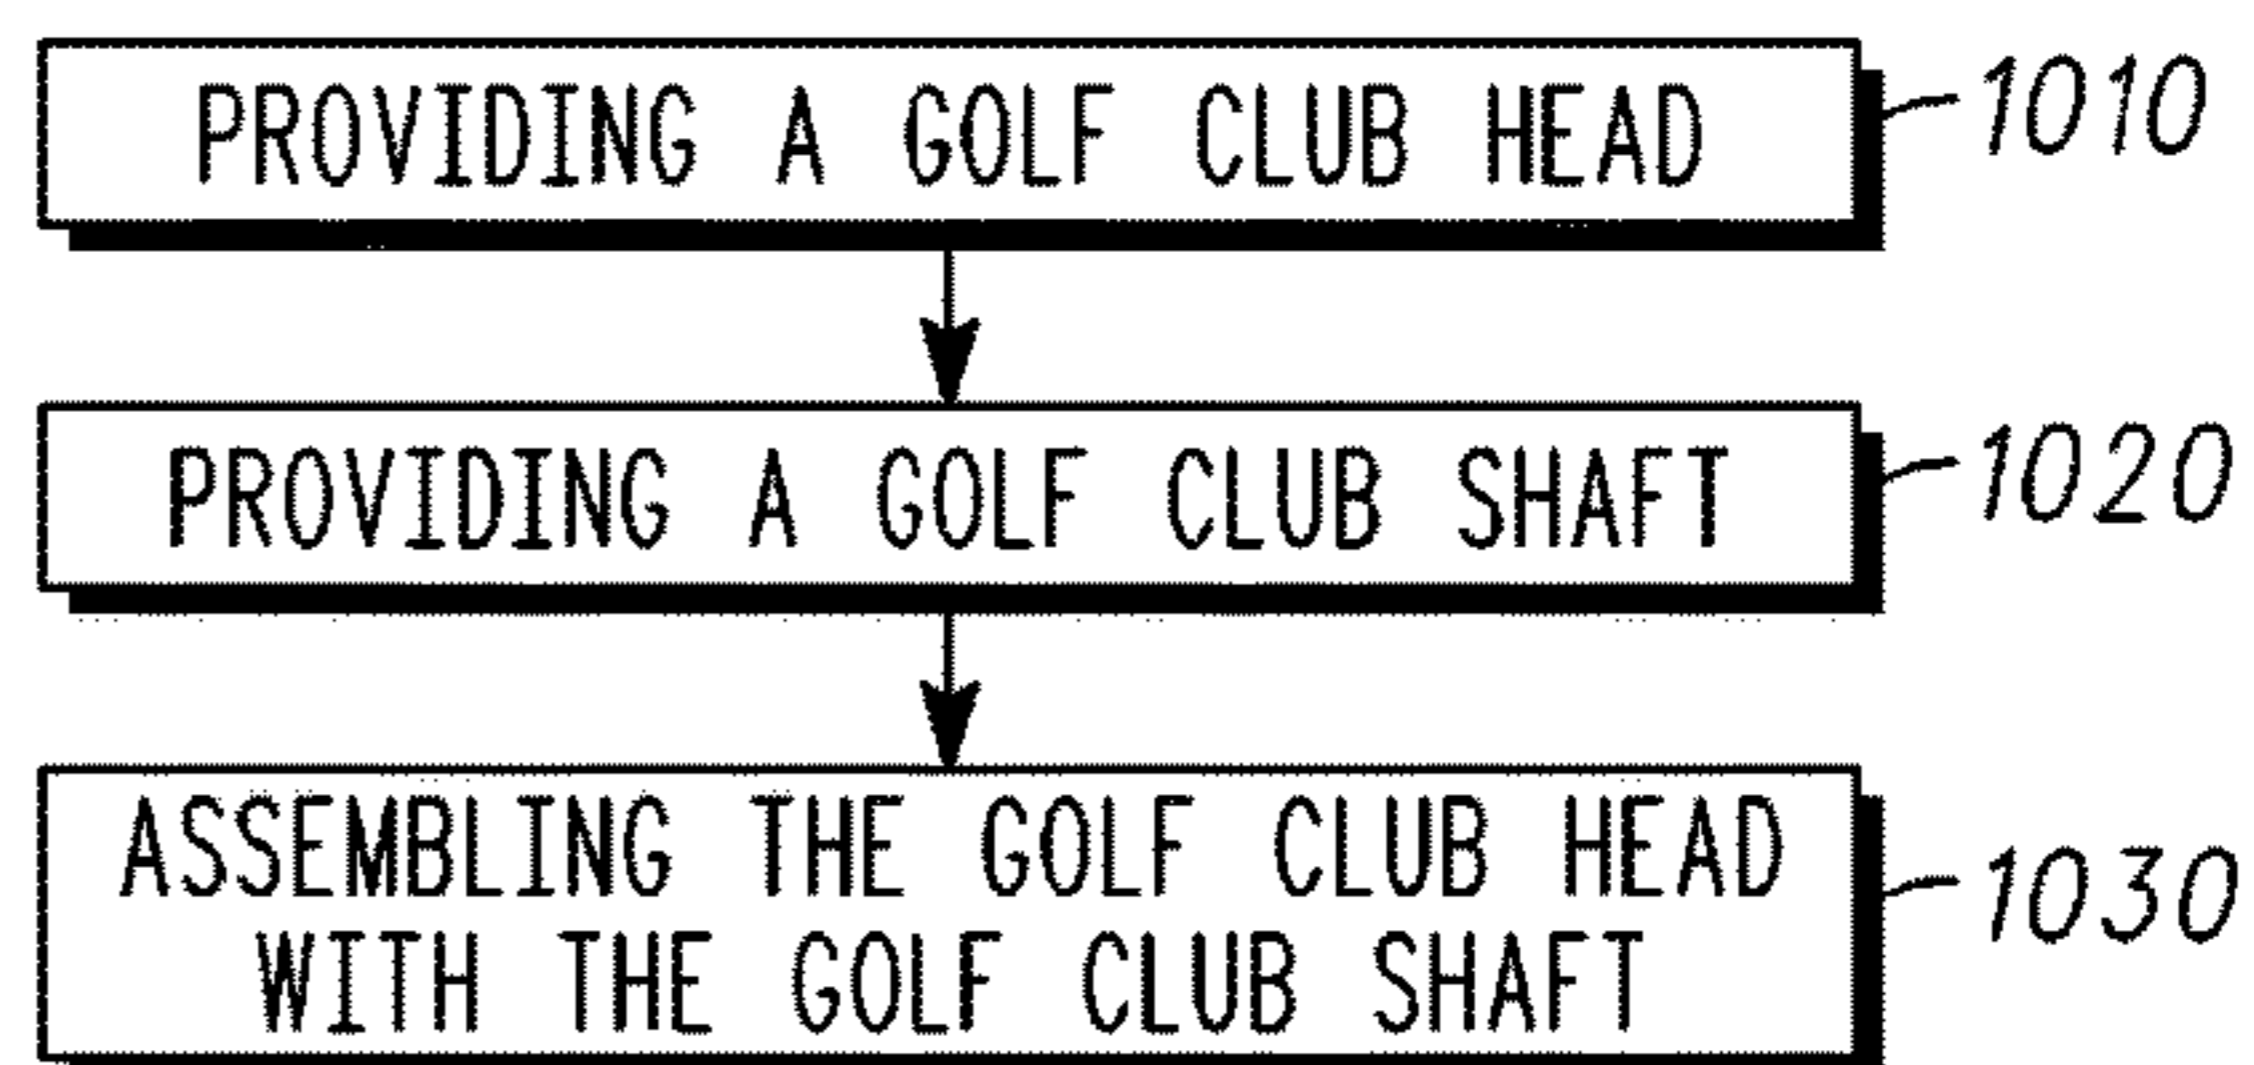 PROVIDING A GOLF CLUB HEAD
1010
PROVIDING A GOLF CLUB SHAFT
1020
ASSEMBLING THE GOLF CLUB HEAD
WITH THE GOLF CLUB SHAFT
1030